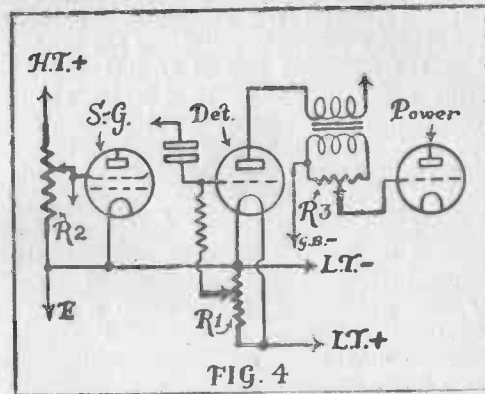 H.T.+
S.-G.
Det.
Power
R2
R3
G.B.-
E
L.T.-
R1
L.T.+
FIG. 4